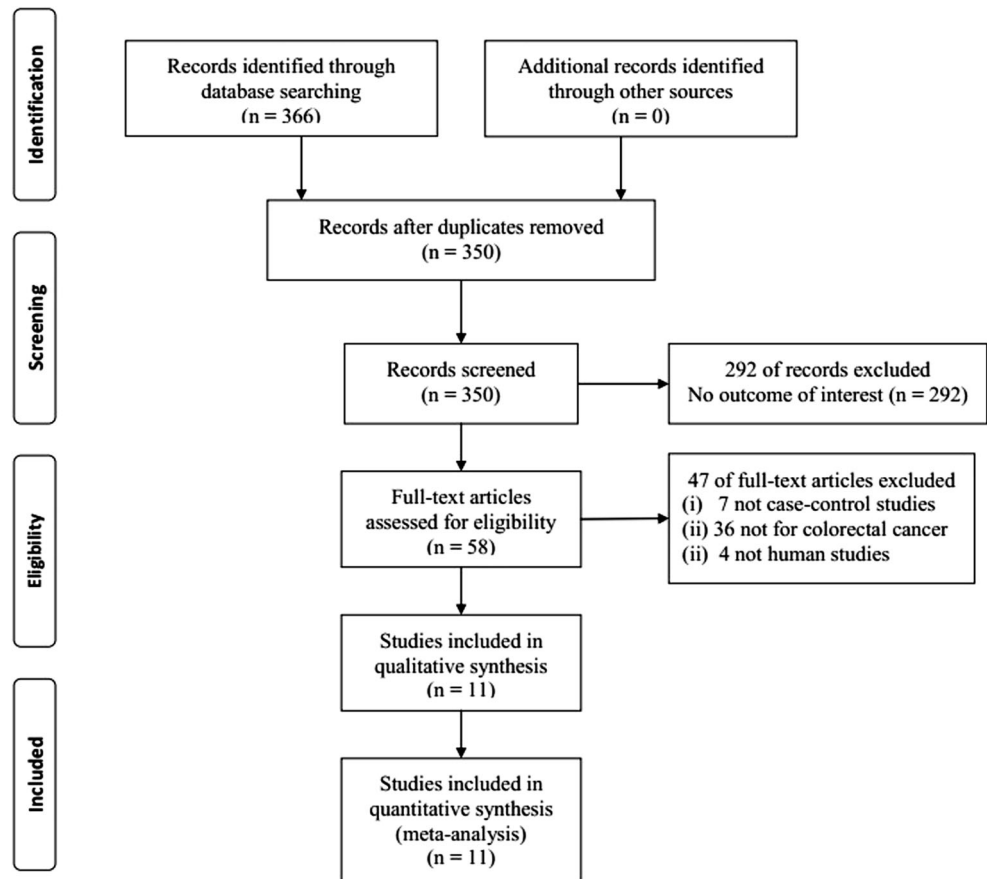 Identification
Records identified through
database searching
(n = 366)
Additional records identified
through other sources
(n = 0)
Records after duplicates removed
(n = 350)
Screening
Records screened
(n = 350)
292 of records excluded
No outcome of interest (n = 292)
Eligibility
Full-text articles
assessed for eligibility
(n = 58)
47 of full-text articles excluded
(i) 7 not case-control studies
(ii) 36 not for colorectal cancer
(ii) 4 not human studies
Studies included in
qualitative synthesis
(n = 11)
Included
Studies included in
quantitative synthesis
(meta-analysis)
(n = 11)